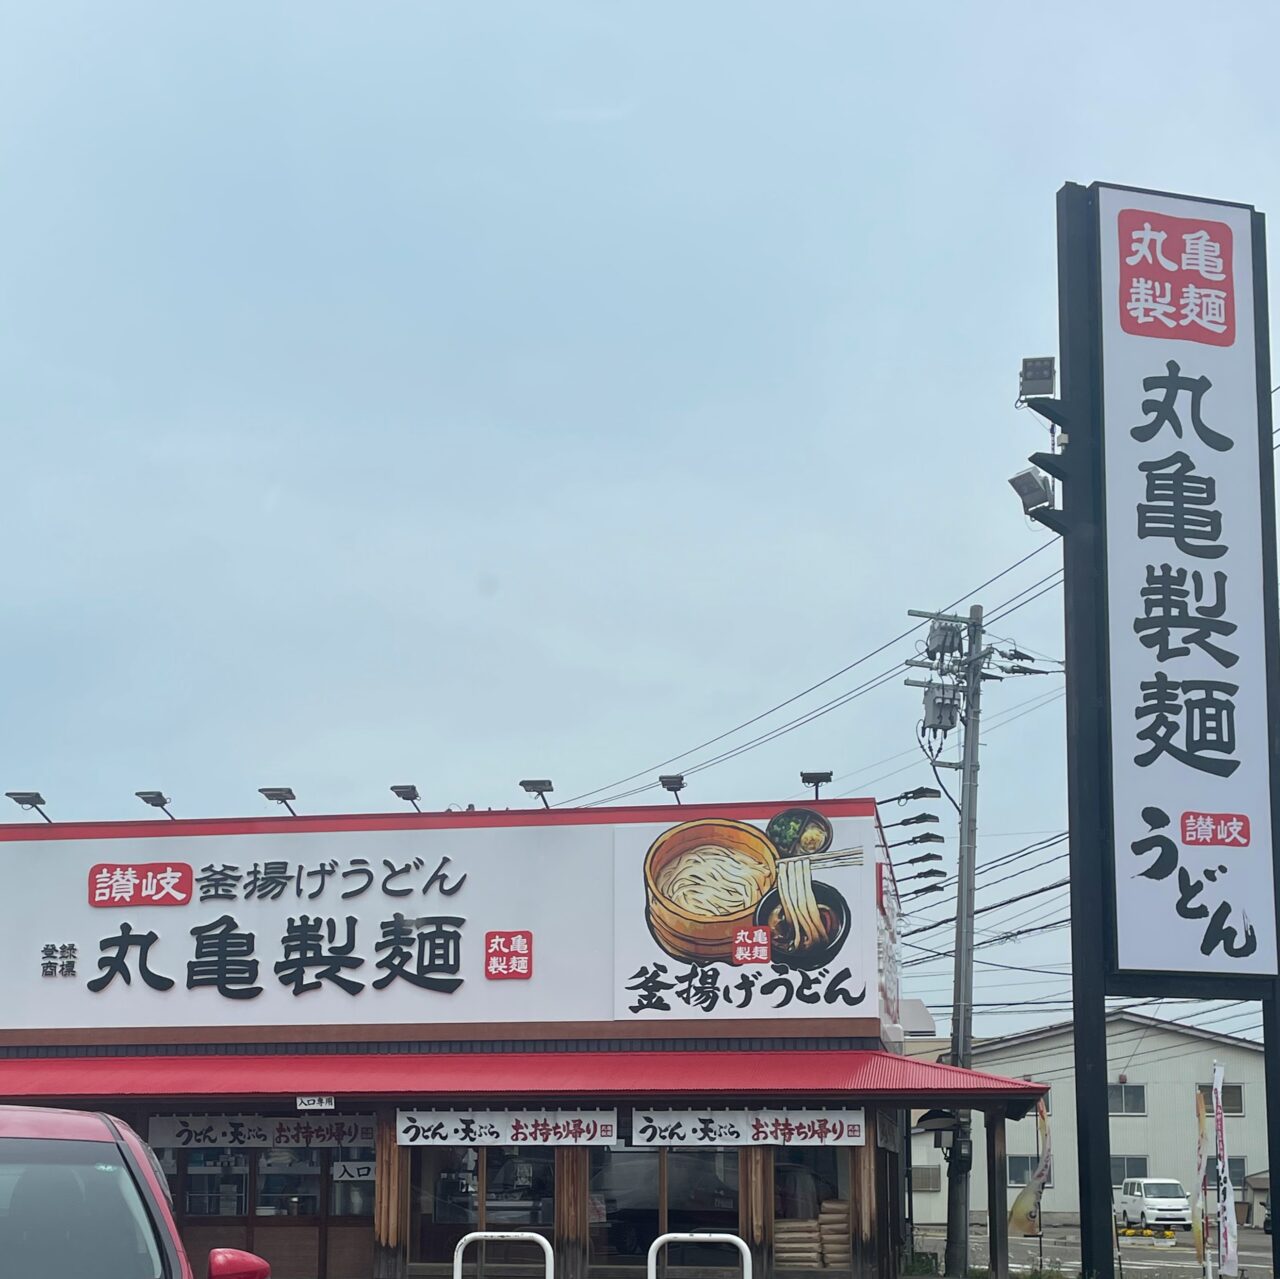 丸亀
製麺
丸亀製麺
讃岐
うどん
讃岐 釜揚げうどん
登録
商標
丸亀製麺
丸亀
製麺
丸亀
製麺
釜揚げうどん
入口専用
うどん・天ぷら お持ち帰り
うどん・天ぷら お持ち帰り
うどん・天ぷら お持ち帰り
入口